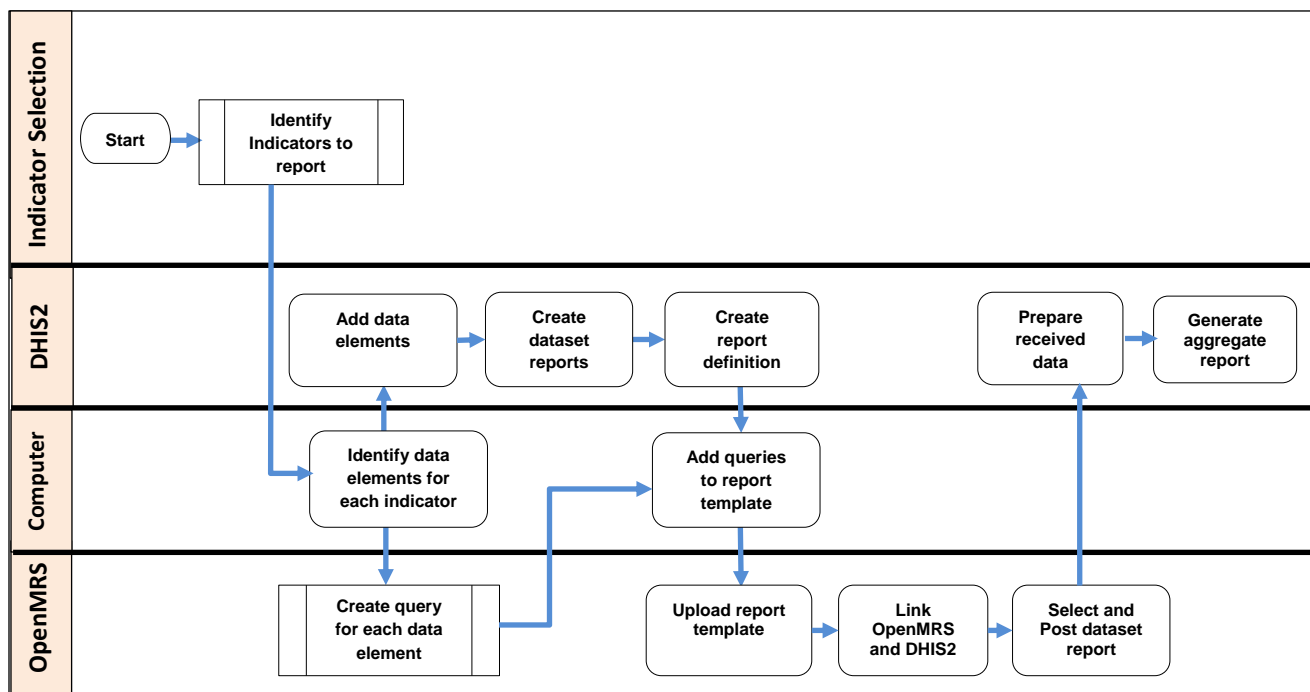 Indicator Selection
Start
Identify
Indicators to
report
DHIS2
Add data
elements
Create
dataset
reports
Create
report
definition
Prepare
received
data
Generate
aggregate
report
Computer
Identify data
elements for
each indicator
Add queries
to report
template
OpenMRS
Create query
for each data
element
Upload report
template
Link
OpenMRS
and DHIS2
Select and
Post dataset
report